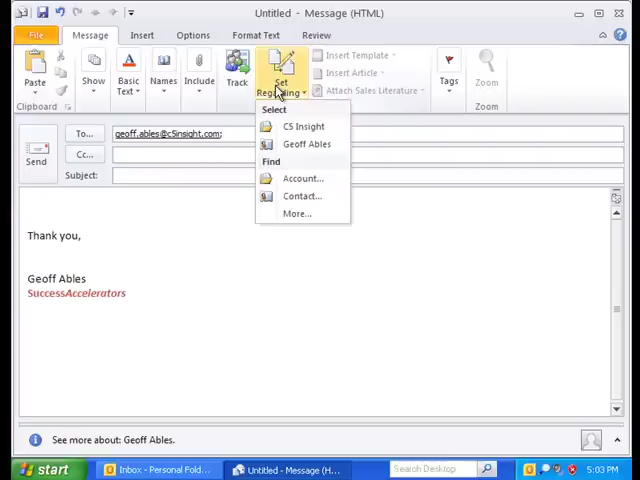 Untitled - Message (HTML)
File Message Insert Options Format Text Review
Paste
Clipboard
Show
Basic Text
Names
Include
Track
Set Regarding
Insert Template
Insert Article
Attach Sales Literature
Tags
Zoom
Zoom
Select
C5 Insight
Geoff Ables
Find
Account...
Contact...
More...
Send
To... geoff.ables@c5insight.com;
Cc...
Subject:
Thank you,
Geoff Ables
SuccessAccelerators
See more about: Geoff Ables.
start Inbox - Personal Fold... Untitled - Message (H... Search Desktop 5:03 PM